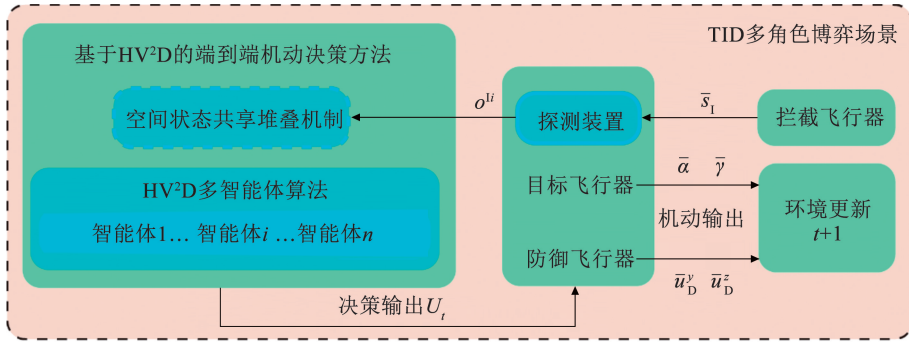 TID多角色博弈场景
基于HV²D的端到端机动决策方法
空间状态共享堆叠机制
HV²D多智能体算法
智能体1… 智能体i …智能体n
o^{Ii}
探测装置
s̅_I
拦截飞行器
目标飞行器
α̅ γ̅
机动输出
防御飞行器
u̅_D^y u̅_D^z
环境更新
t+1
决策输出U_t